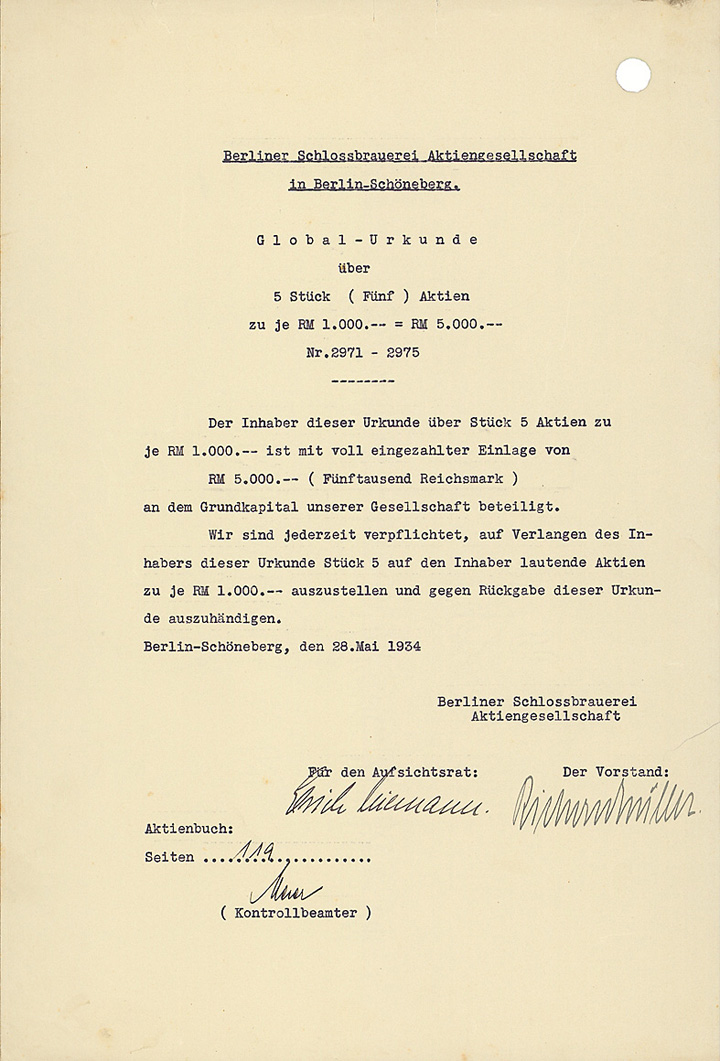 Berliner Schlossbrauerei Aktiengesellschaft
in Berlin-Schöneberg.
Global-Urkunde
über
5 Stück ( Fünf ) Aktien
zu je RM 1.000.-- = RM 5.000.--
Nr.2971 - 2975
--------
Der Inhaber dieser Urkunde über Stück 5 Aktien zu
je RM 1.000.-- ist mit voll eingezahlter Einlage von
RM 5.000.-- ( Fünftausend Reichsmark )
an dem Grundkapital unserer Gesellschaft beteiligt.
Wir sind jederzeit verpflichtet, auf Verlangen des In-
habers dieser Urkunde Stück 5 auf den Inhaber lautende Aktien
zu je RM 1.000.-- auszustellen und gegen Rückgabe dieser Urkun-
de auszuhändigen.
Berlin-Schöneberg, den 28.Mai 1934
Berliner Schlossbrauerei
Aktiengesellschaft
Für den Aufsichtsrat: Der Vorstand:
Richard Müller.
Aktienbuch:
Seiten ...119...................
( Kontrollbeamter )